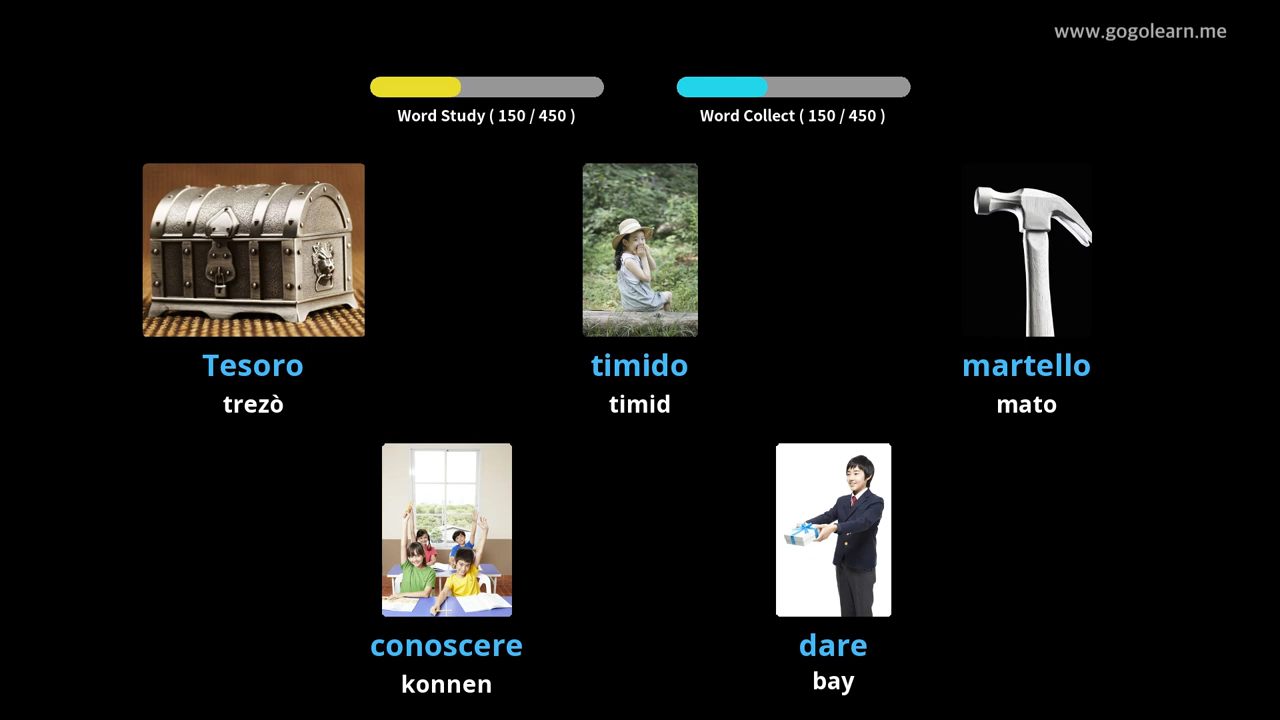 www.gogolearn.me
Word Study ( 150 / 450 )
Word Collect ( 150 / 450 )
Tesoro
trezò
timido
timid
martello
mato
conoscere
konnen
dare
bay